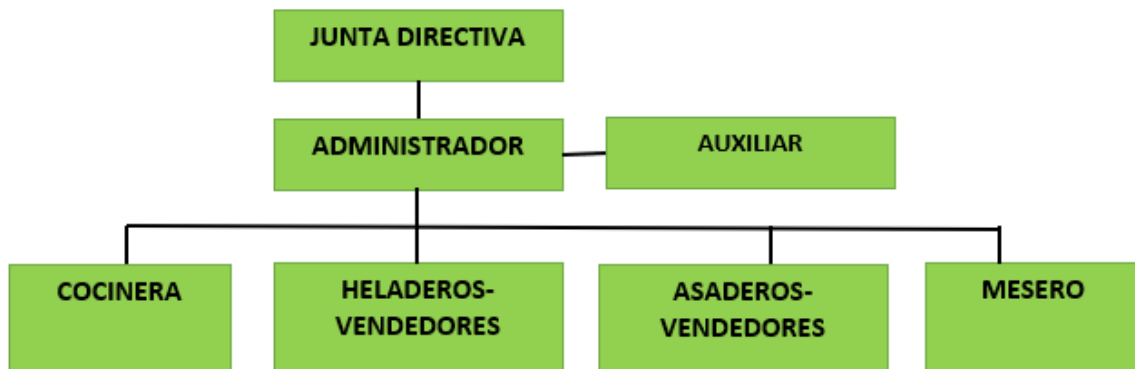 JUNTA DIRECTIVA
ADMINISTRADOR
AUXILIAR
COCINERA
HELADEROS-
VENDEDORES
ASADEROS-
VENDEDORES
MESERO